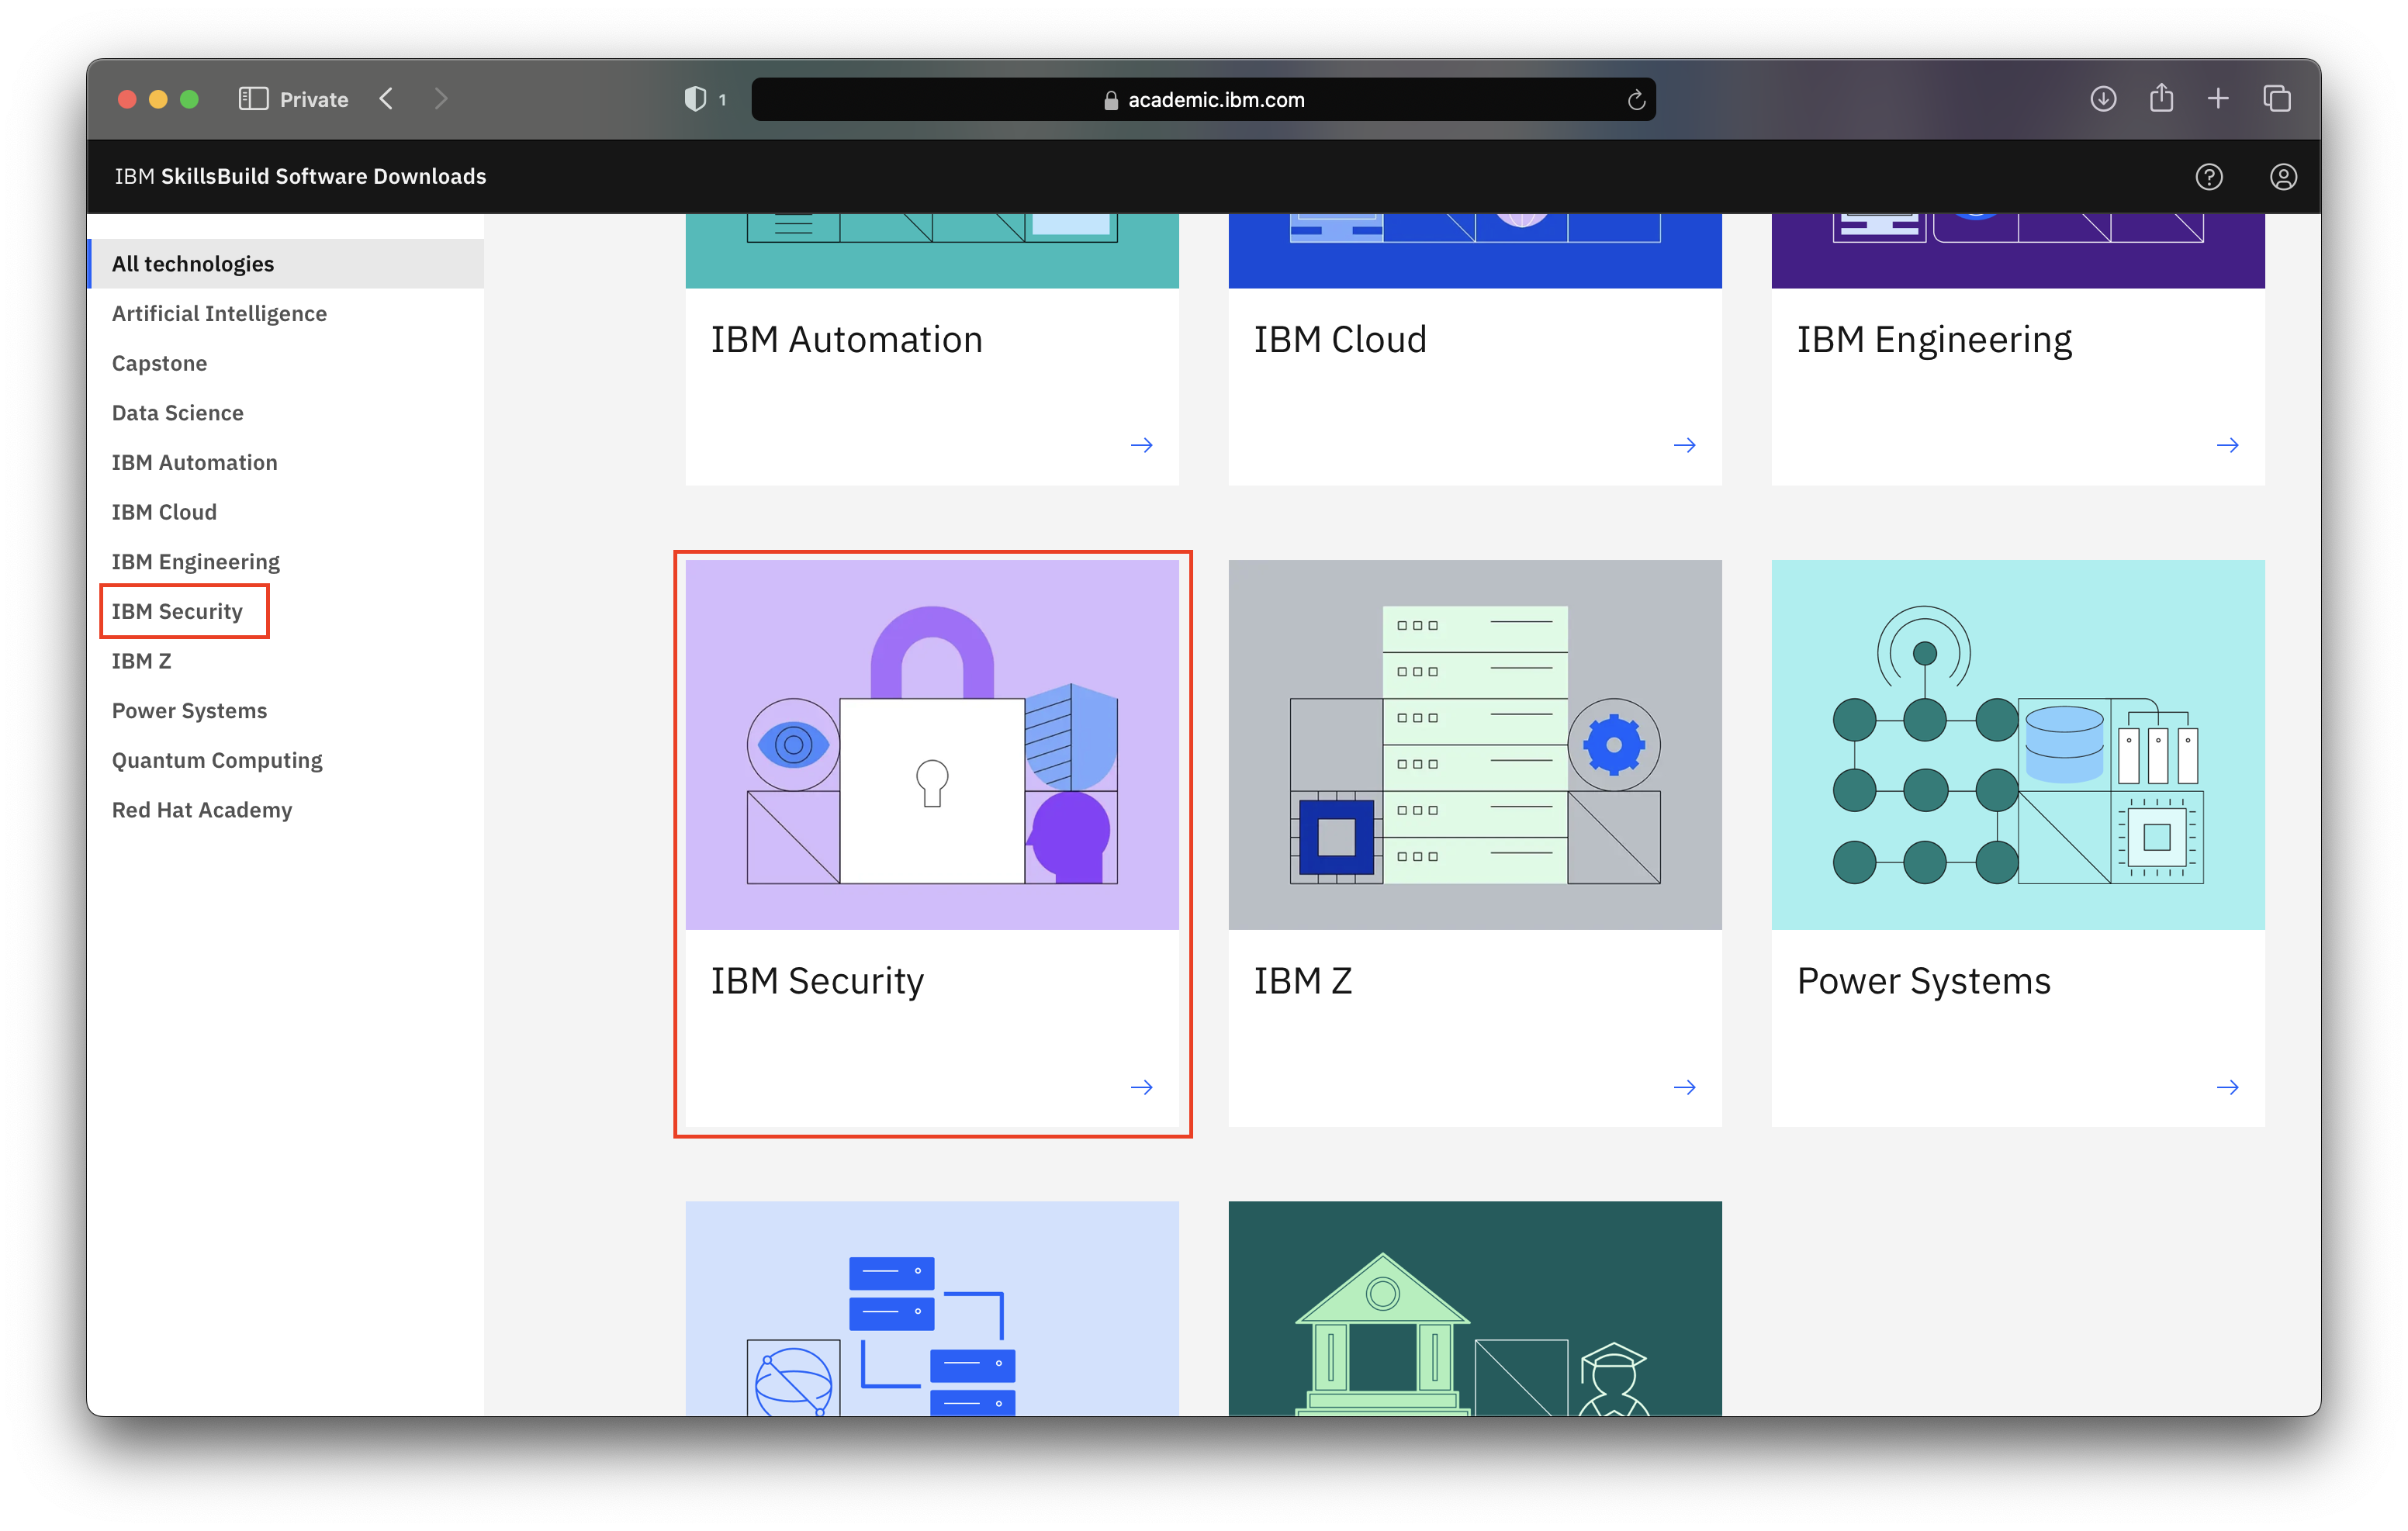 Private
1
academic.ibm.com
IBM SkillsBuild Software Downloads
All technologies
Artificial Intelligence
Capstone
Data Science
IBM Automation
IBM Cloud
IBM Engineering
IBM Security
IBM Z
Power Systems
Quantum Computing
Red Hat Academy
IBM Automation
IBM Cloud
IBM Engineering
IBM Security
IBM Z
Power Systems